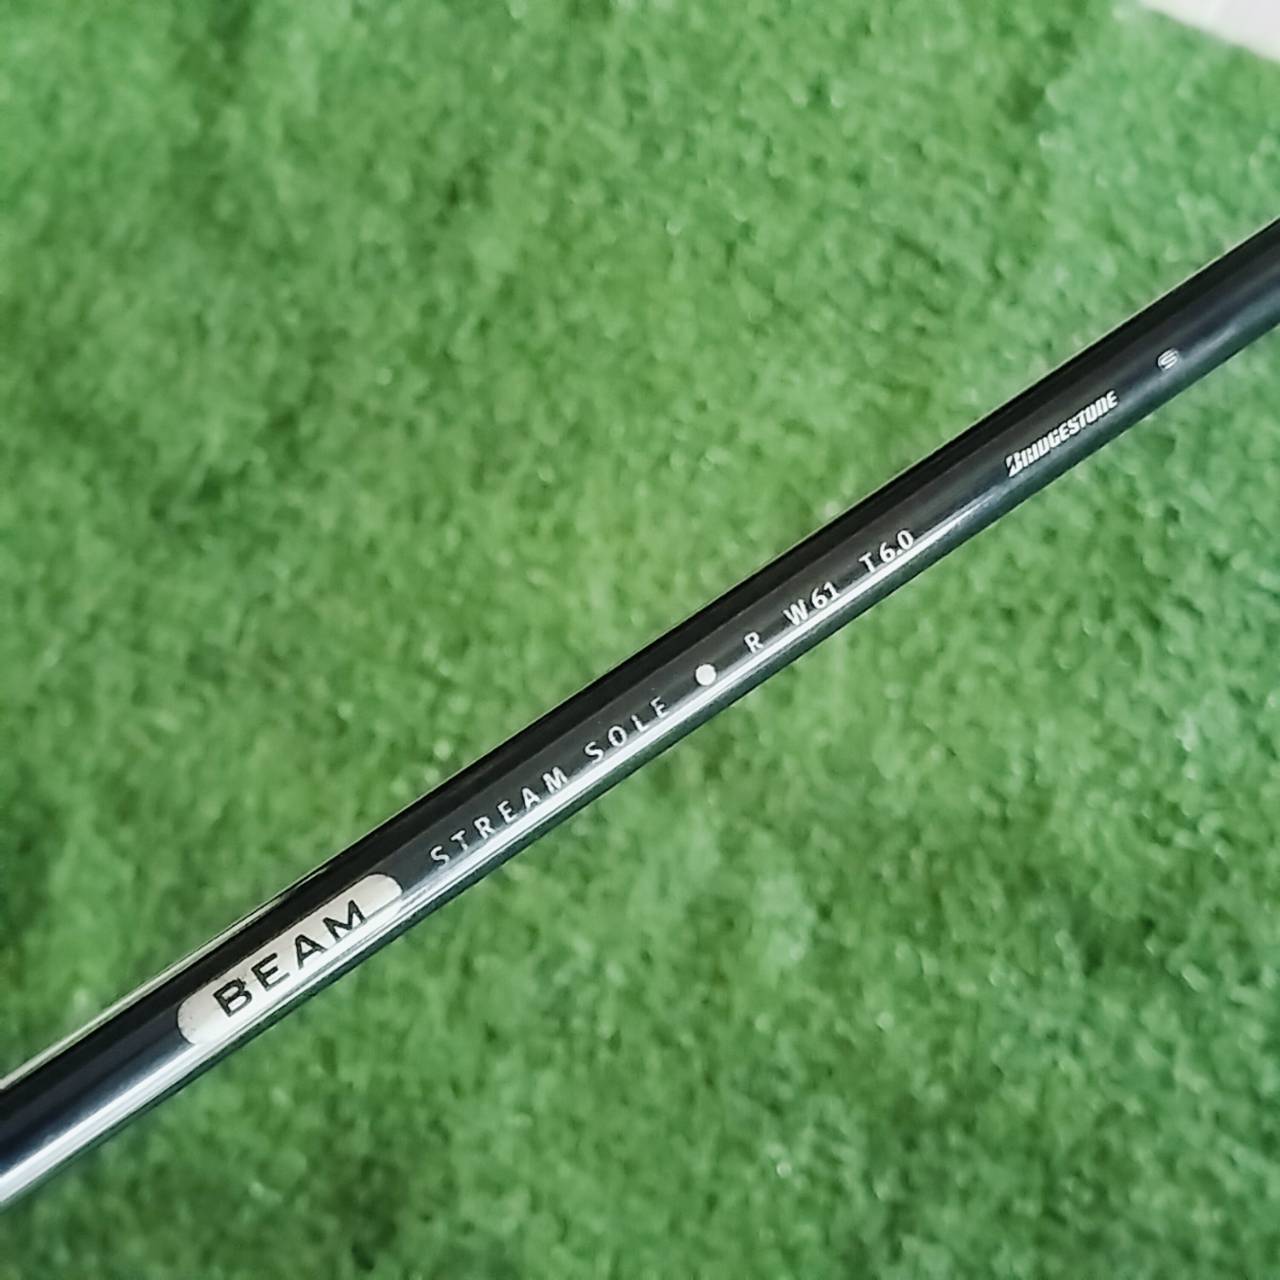 BEAM STREAM SOLE ● R W61 T6.0 BRIDGESTONE S